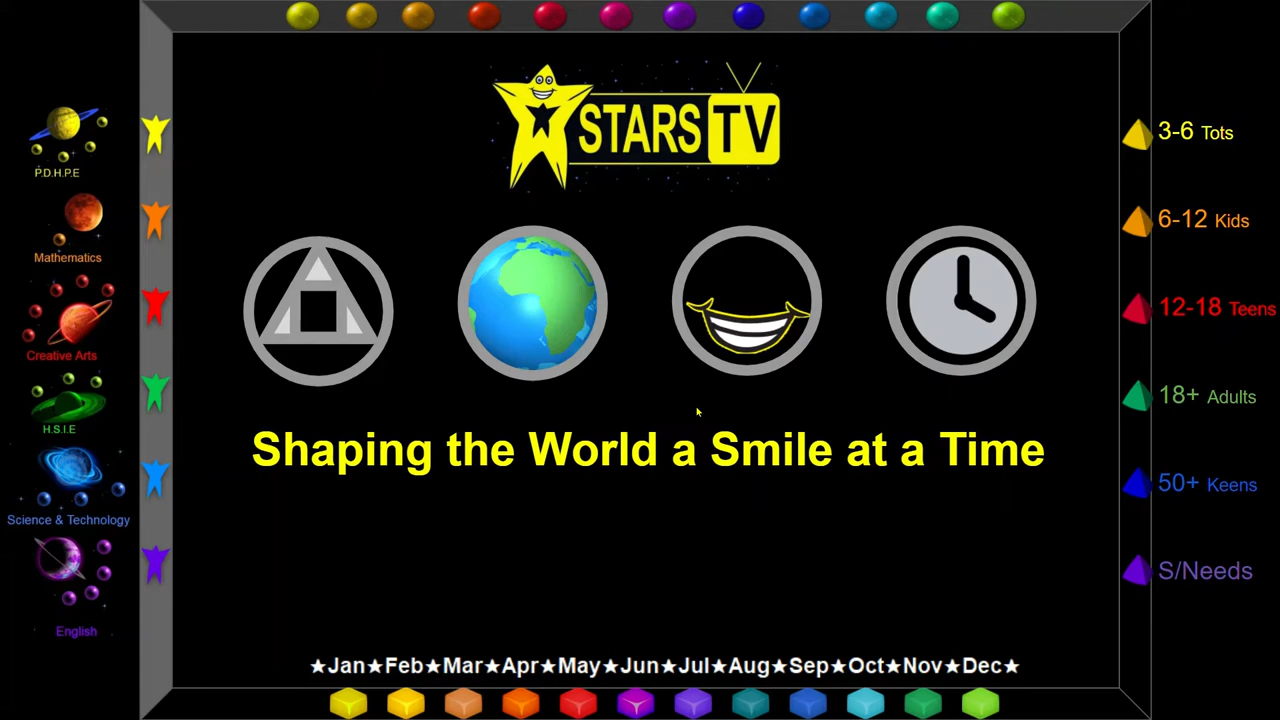 STARS TV
P.D.H.P.E
Mathematics
Creative Arts
H.S.I.E
Science & Technology
English
Shaping the World a Smile at a Time
3-6 Tots
6-12 Kids
12-18 Teens
18+ Adults
50+ Keens
S/Needs
★Jan★Feb★Mar★Apr★May★Jun★Jul★Aug★Sep★Oct★Nov★Dec★